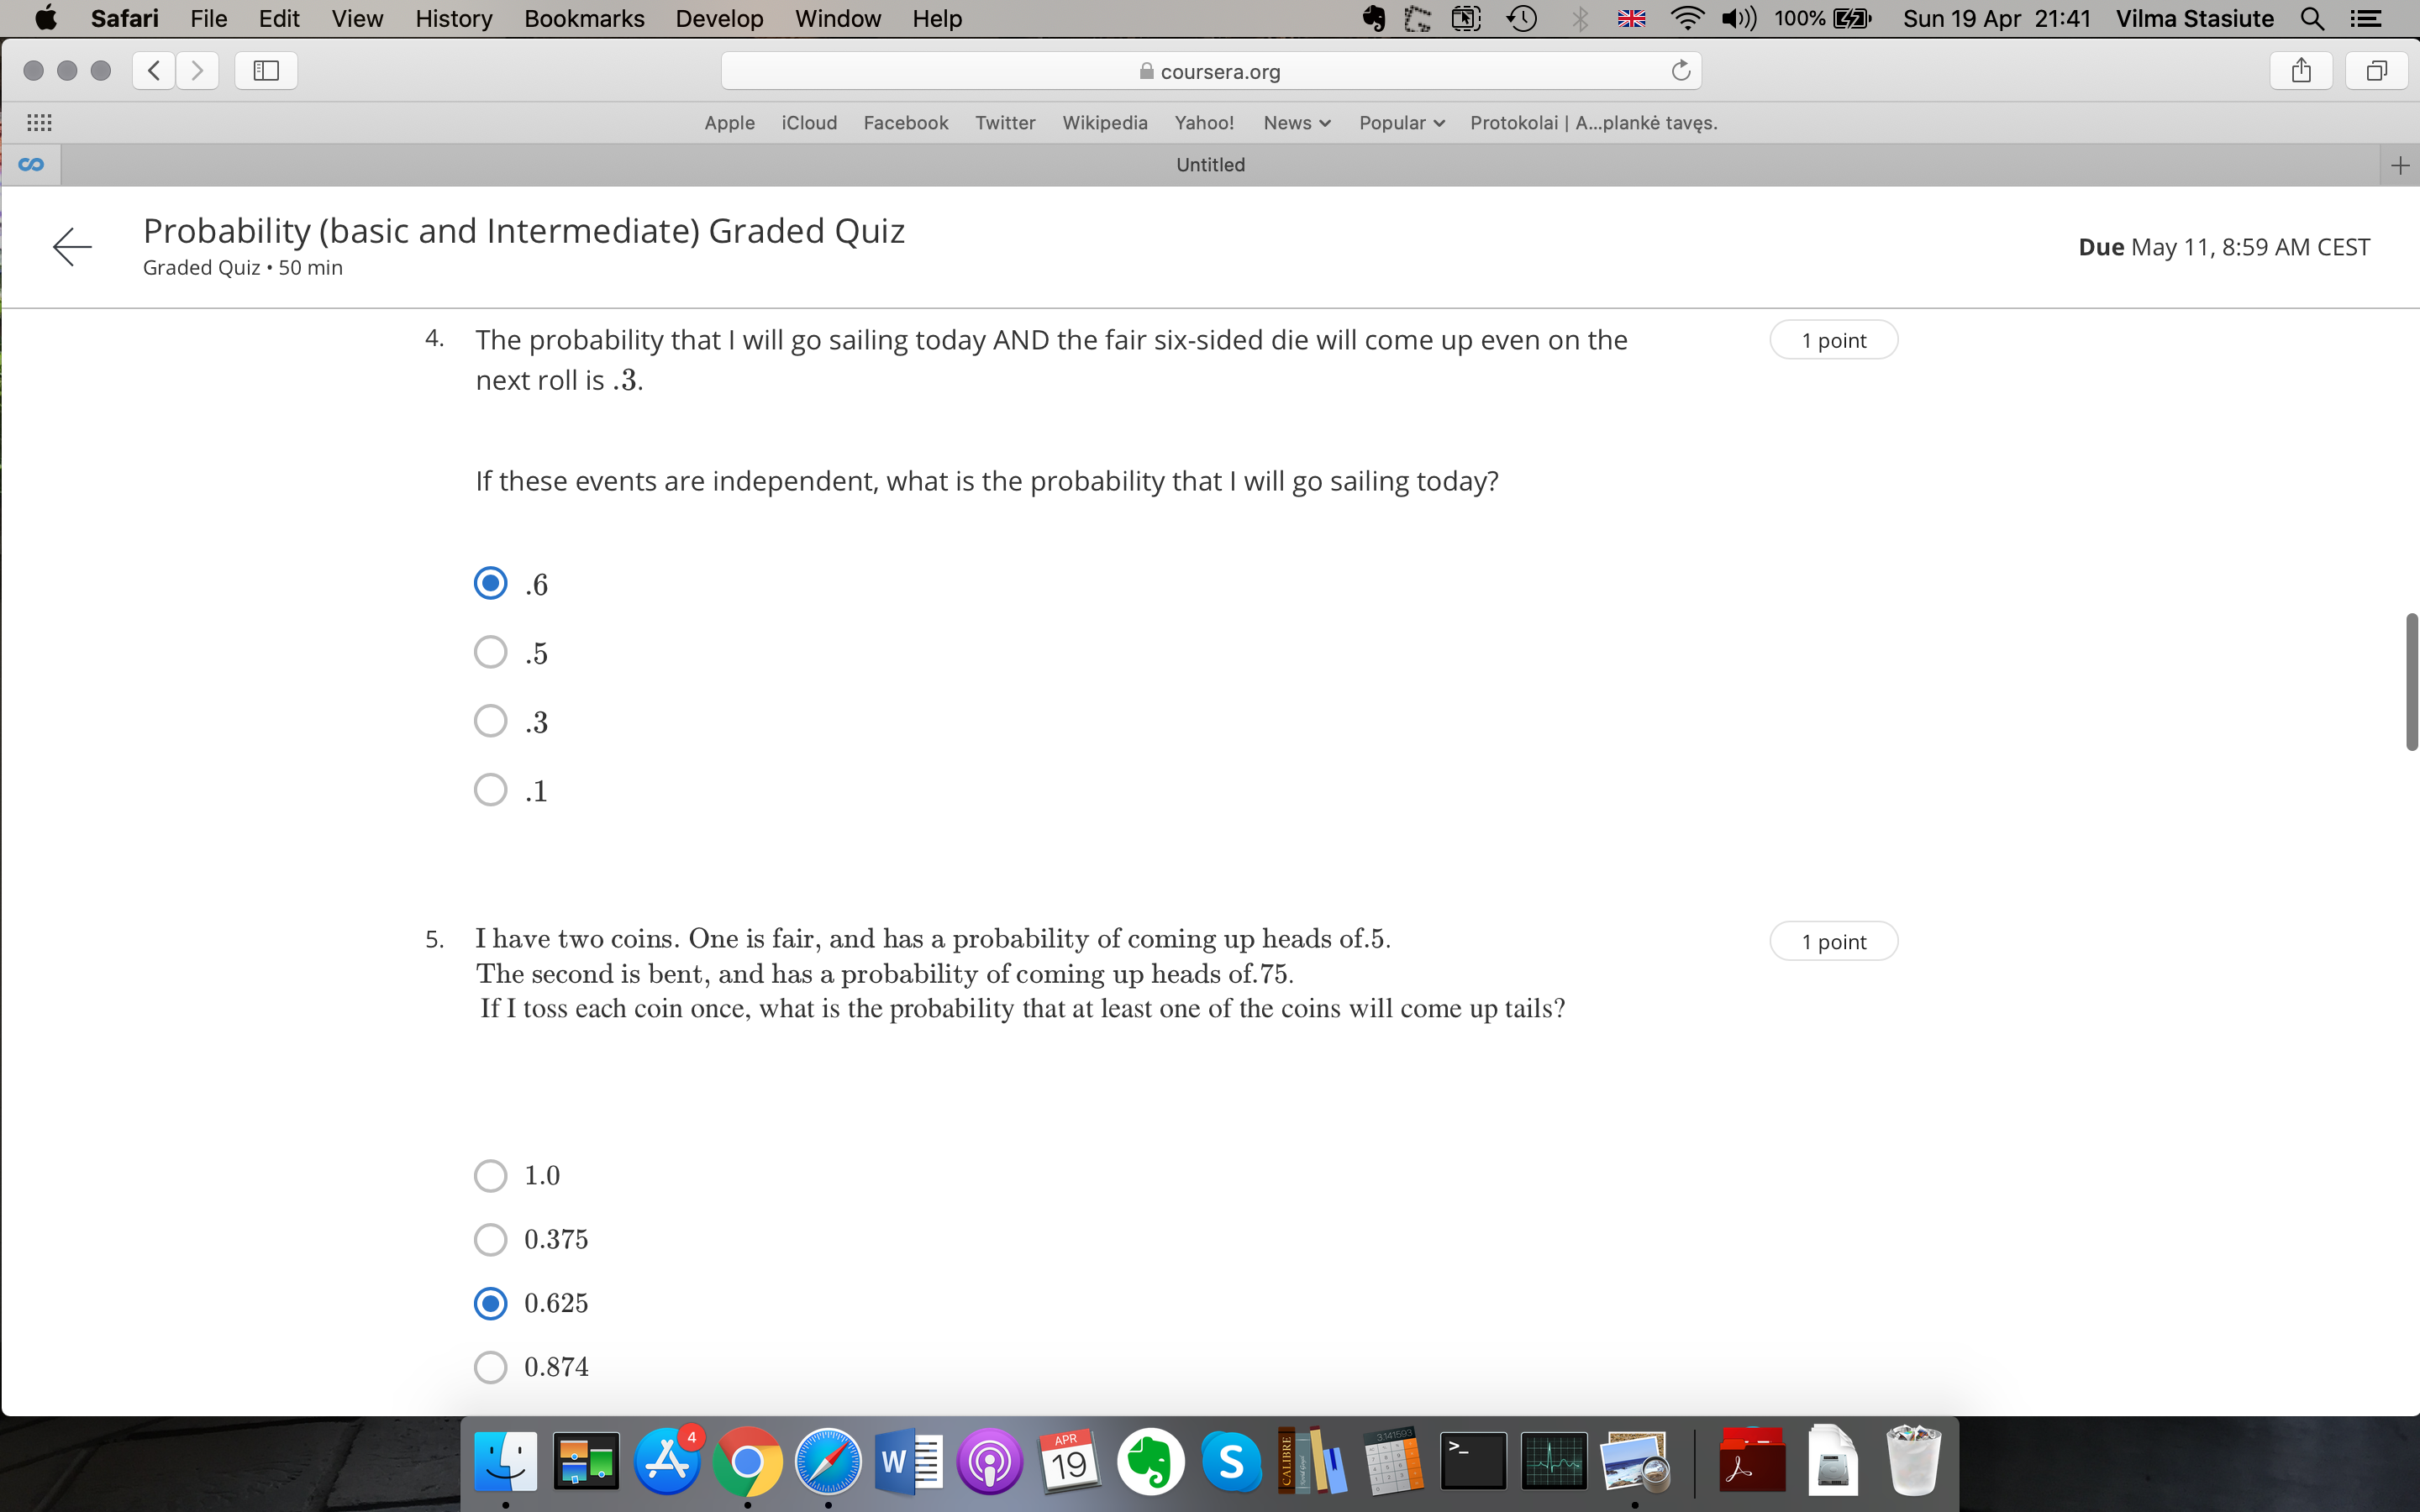 Safari File Edit View History Bookmarks Develop Window Help 100% Sun 19 Apr 21:41 Vilma Stasiute
coursera.org
Apple iCloud Facebook Twitter Wikipedia Yahoo! News Popular Protokolai | A...plankė tavęs.
Untitled
Probability (basic and Intermediate) Graded Quiz
Graded Quiz • 50 min
Due May 11, 8:59 AM CEST
4. The probability that I will go sailing today AND the fair six-sided die will come up even on the 1 point
next roll is .3.
If these events are independent, what is the probability that I will go sailing today?
.6
.5
.3
.1
5. I have two coins. One is fair, and has a probability of coming up heads of.5. 1 point
The second is bent, and has a probability of coming up heads of.75.
If I toss each coin once, what is the probability that at least one of the coins will come up tails?
1.0
0.375
0.625
0.874
4
W
APR
19
S
CALIBRE
3.141593
>_